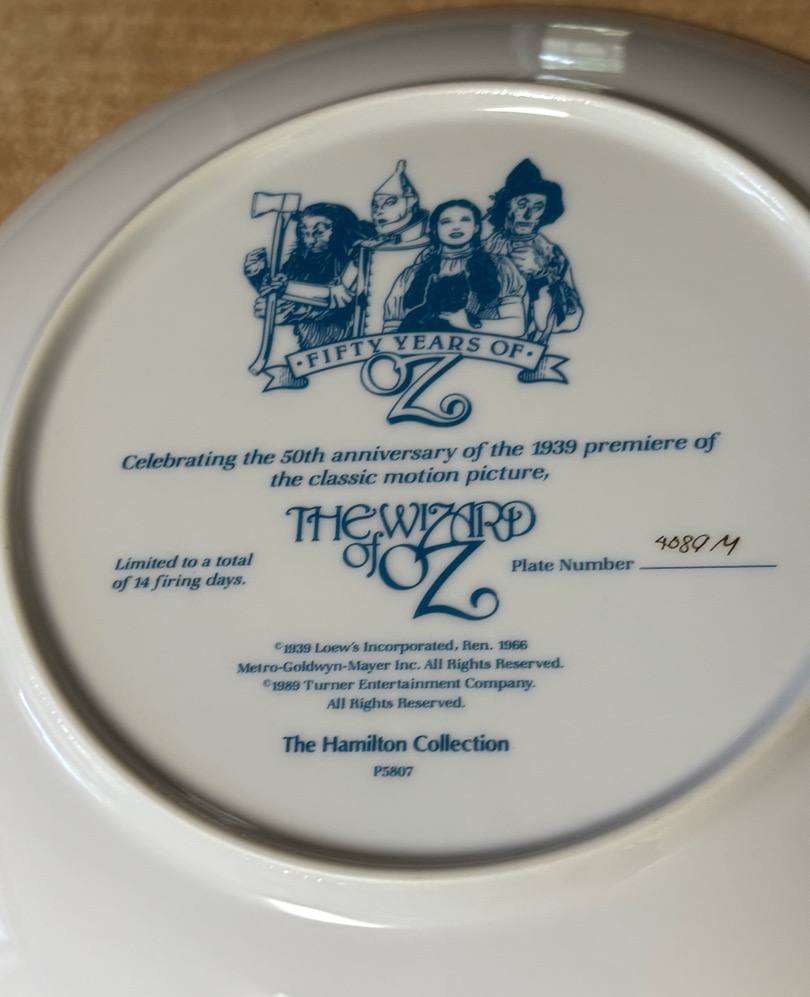 ·FIFTY YEARS OF·
OZ
Celebrating the 50th anniversary of the 1939 premiere of
the classic motion picture,
THE WIZARD
of OZ
Limited to a total
of 14 firing days.
Plate Number 4089 M
©1939 Loew's Incorporated, Ren. 1966
Metro-Goldwyn-Mayer Inc. All Rights Reserved.
©1989 Turner Entertainment Company.
All Rights Reserved.
The Hamilton Collection
P5807